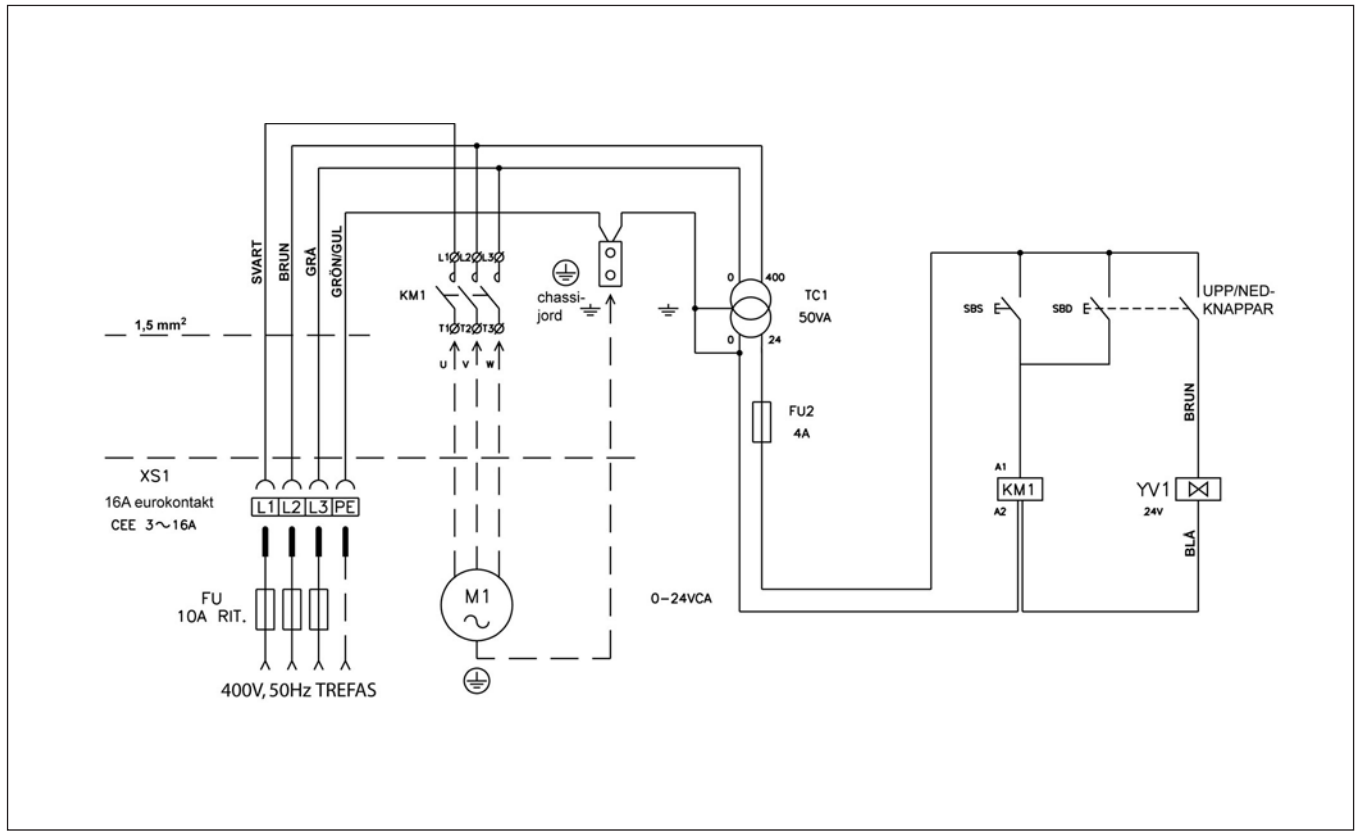 SVART
BRUN
GRÅ
GRÖN/GUL
L1 L2 L3
KM1
T1 T2 T3
U V W
chassi-
jord
1,5 mm²
0 400
TC1
50VA
0 24
FU2
4A
SBS
SBD
UPP/NED-
KNAPPAR
BRUN
A1
KM1
A2
YV1
24V
BLÅ
XS1
16A eurokontakt
CEE 3~16A
L1 L2 L3 PE
FU
10A RIT.
M1
0-24VCA
400V, 50Hz TREFAS